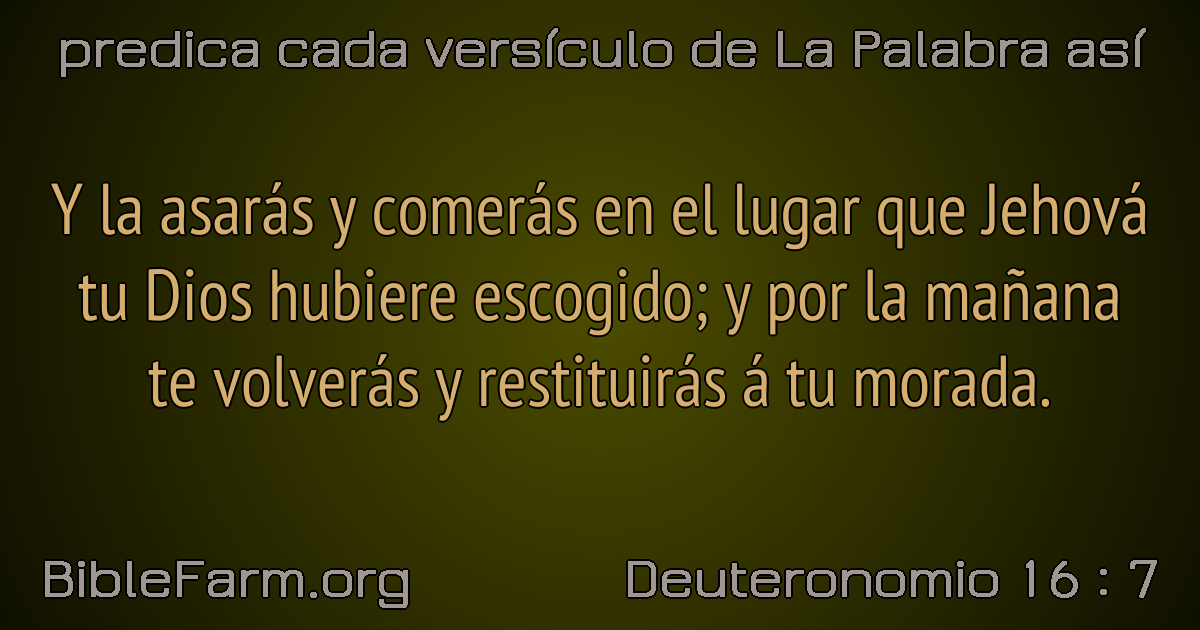 predica cada versículo de La Palabra así
Y la asarás y comerás en el lugar que Jehová
tu Dios hubiere escogido; y por la mañana
te volverás y restituirás á tu morada.
BibleFarm.org
Deuteronomio 16 : 7